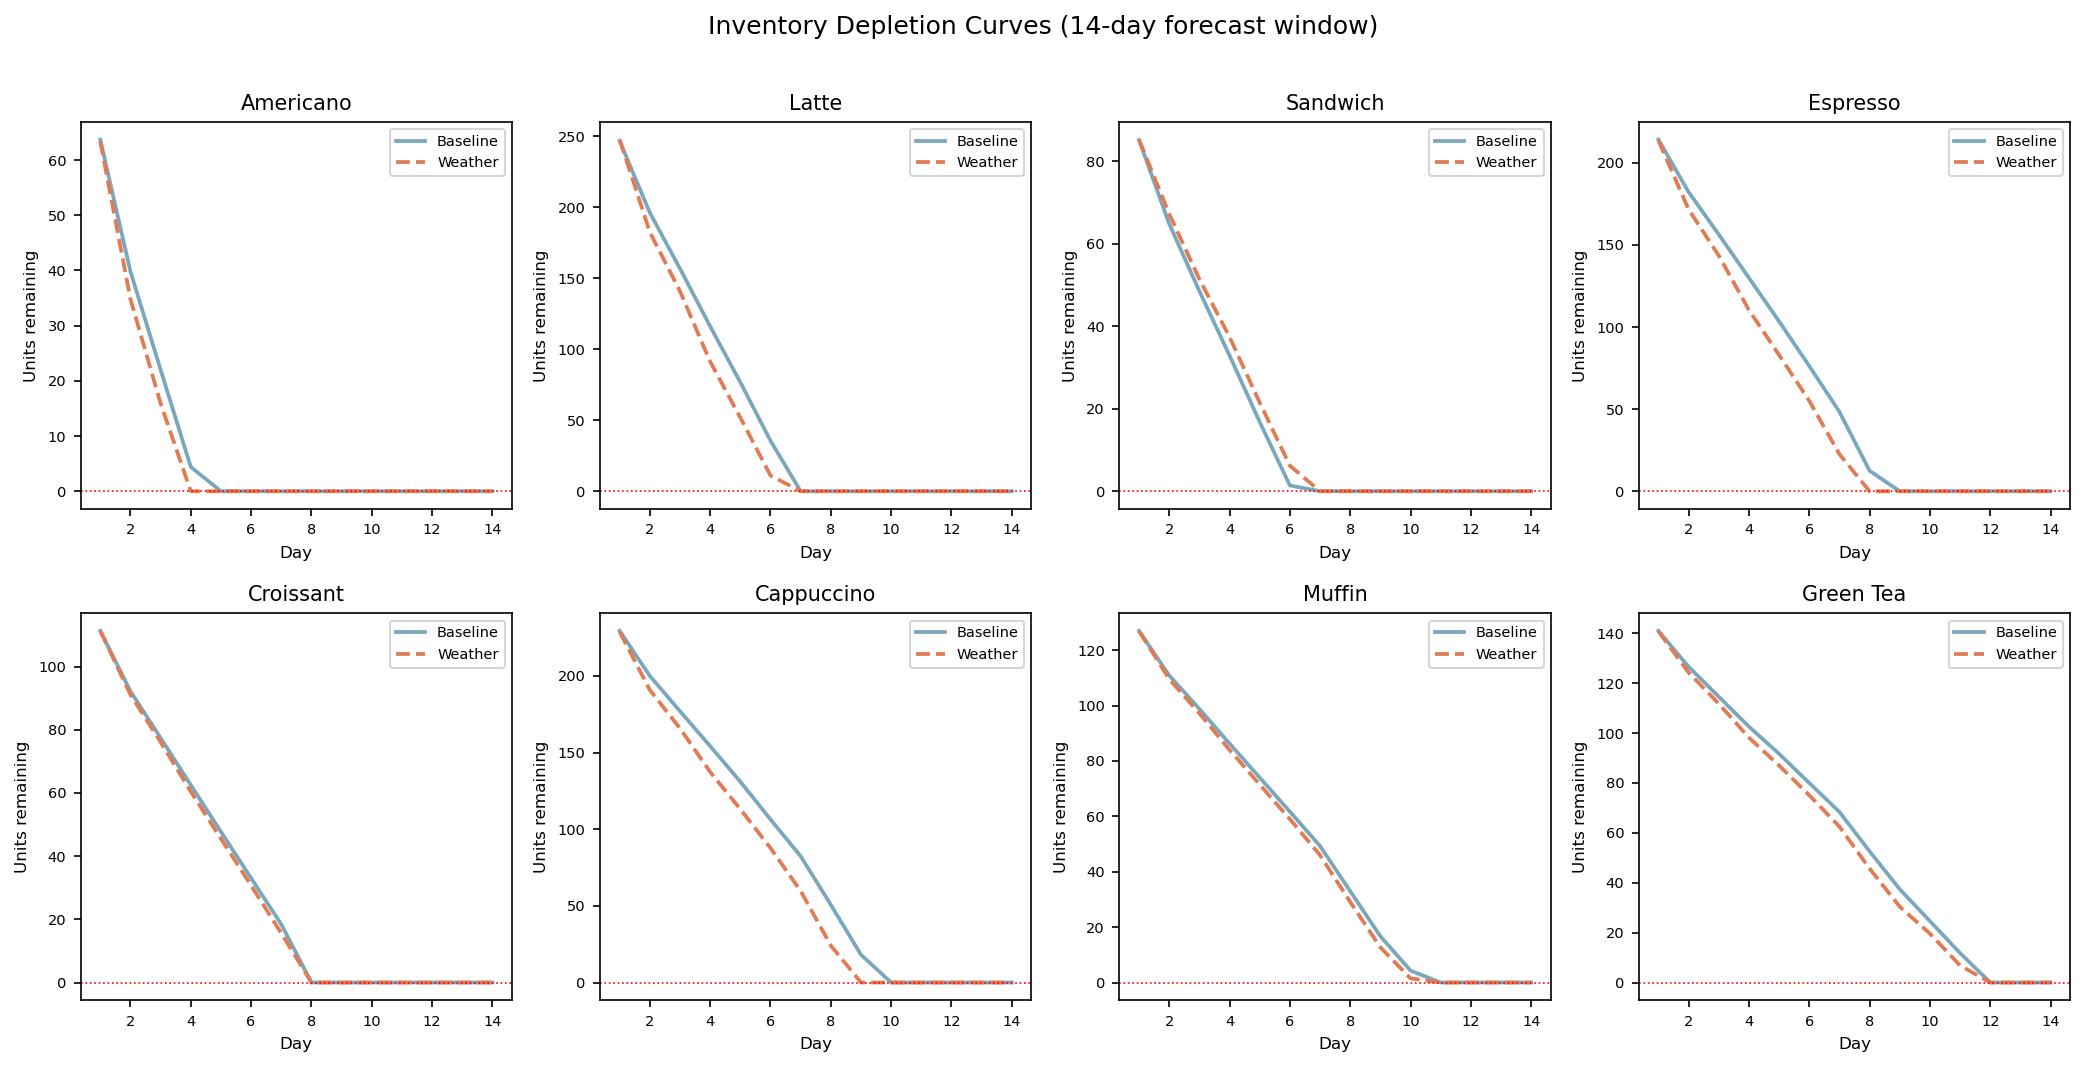 Inventory Depletion Curves (14-day forecast window)
Americano
Baseline
Weather
Units remaining
60
50
40
30
20
10
0
2 4 6 8 10 12 14
Day
Latte
Baseline
Weather
Units remaining
250
200
150
100
50
0
2 4 6 8 10 12 14
Day
Sandwich
Baseline
Weather
Units remaining
80
60
40
20
0
2 4 6 8 10 12 14
Day
Espresso
Baseline
Weather
Units remaining
200
150
100
50
0
2 4 6 8 10 12 14
Day
Croissant
Baseline
Weather
Units remaining
100
80
60
40
20
0
2 4 6 8 10 12 14
Day
Cappuccino
Baseline
Weather
Units remaining
200
150
100
50
0
2 4 6 8 10 12 14
Day
Muffin
Baseline
Weather
Units remaining
120
100
80
60
40
20
0
2 4 6 8 10 12 14
Day
Green Tea
Baseline
Weather
Units remaining
140
120
100
80
60
40
20
0
2 4 6 8 10 12 14
Day